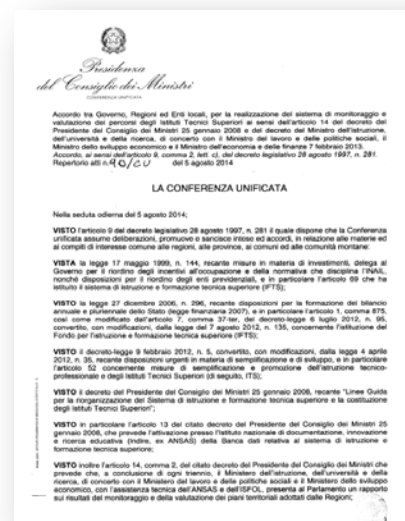 Presidenza
del Consiglio dei Ministri
CONFERENZA UNIFICATA
Accordo tra Governo, Regioni ed Enti locali, per la realizzazione del sistema di monitoraggio e
valutazione dei percorsi degli Istituti Tecnici Superiori ai sensi dell'articolo 14 del decreto del
Presidente del Consiglio dei Ministri 25 gennaio 2008 e del decreto del Ministro dell'istruzione,
dell'università e della ricerca, di concerto con il Ministro del lavoro e delle politiche sociali, il
Ministro dello sviluppo economico e il Ministro dell'economia e delle finanze 7 febbraio 2013.
Accordo, ai sensi dell'articolo 9, comma 2, lett. c), del decreto legislativo 28 agosto 1997, n. 281.
Repertorio atti n. 90/CU del 5 agosto 2014
LA CONFERENZA UNIFICATA
Nella seduta odierna del 5 agosto 2014;
VISTO l'articolo 9 del decreto legislativo 28 agosto 1997, n. 281 il quale dispone che la Conferenza
unificata assume deliberazioni, promuove e sancisce intese ed accordi, in relazione alle materie ed
ai compiti di interesse comune alle regioni, alle province, ai comuni ed alle comunità montane;
VISTA la legge 17 maggio 1999, n. 144, recante misure in materia di investimenti, delega al
Governo per il riordino degli incentivi all'occupazione e della normativa che disciplina l'INAIL,
nonché disposizioni per il riordino degli enti previdenziali, e in particolare l'articolo 69 che ha
istituito il sistema di istruzione e formazione tecnica superiore (IFTS);
VISTO la legge 27 dicembre 2006, n. 296, recante disposizioni per la formazione del bilancio
annuale e pluriennale dello Stato (legge finanziaria 2007), e in particolare l'articolo 1, comma 875,
così come modificato dall'articolo 7, comma 37-ter, del decreto-legge 6 luglio 2012, n. 95,
convertito, con modificazioni, dalla legge del 7 agosto 2012, n. 135, concernente l'istituzione del
Fondo per l'istruzione e formazione tecnica superiore (IFTS);
VISTO il decreto-legge 9 febbraio 2012, n. 5, convertito, con modificazioni, dalla legge 4 aprile
2012, n. 35, recante disposizioni urgenti in materia di semplificazione e di sviluppo, e in particolare
l'articolo 52 concernente misure di semplificazione e promozione dell'istruzione tecnico-
professionale e degli Istituti Tecnici Superiori (di seguito, ITS);
VISTO il decreto del Presidente del Consiglio dei Ministri 25 gennaio 2008, recante "Linee Guida
per la riorganizzazione del Sistema di istruzione e formazione tecnica superiore e la costituzione
degli Istituti Tecnici Superiori";
VISTO in particolare l'articolo 13 del citato decreto del Presidente del Consiglio dei Ministri 25
gennaio 2008, che prevede l'attivazione presso l'Istituto nazionale di documentazione, innovazione
e ricerca educativa (Indire, ex ANSAS) della Banca dati relativa al sistema di istruzione e
formazione tecnica superiore;
VISTO inoltre l'articolo 14, comma 2, del citato decreto del Presidente del Consiglio dei Ministri che
prevede che, a conclusione di ogni triennio, il Ministero dell'istruzione, dell'università e della
ricerca, di concerto con il Ministero del lavoro e delle politiche sociali e il Ministero dello sviluppo
economico, con l'assistenza tecnica dell'ANSAS e dell'ISFOL, presenta al Parlamento un rapporto
sui risultati del monitoraggio e della valutazione dei piani territoriali adottati dalle Regioni;